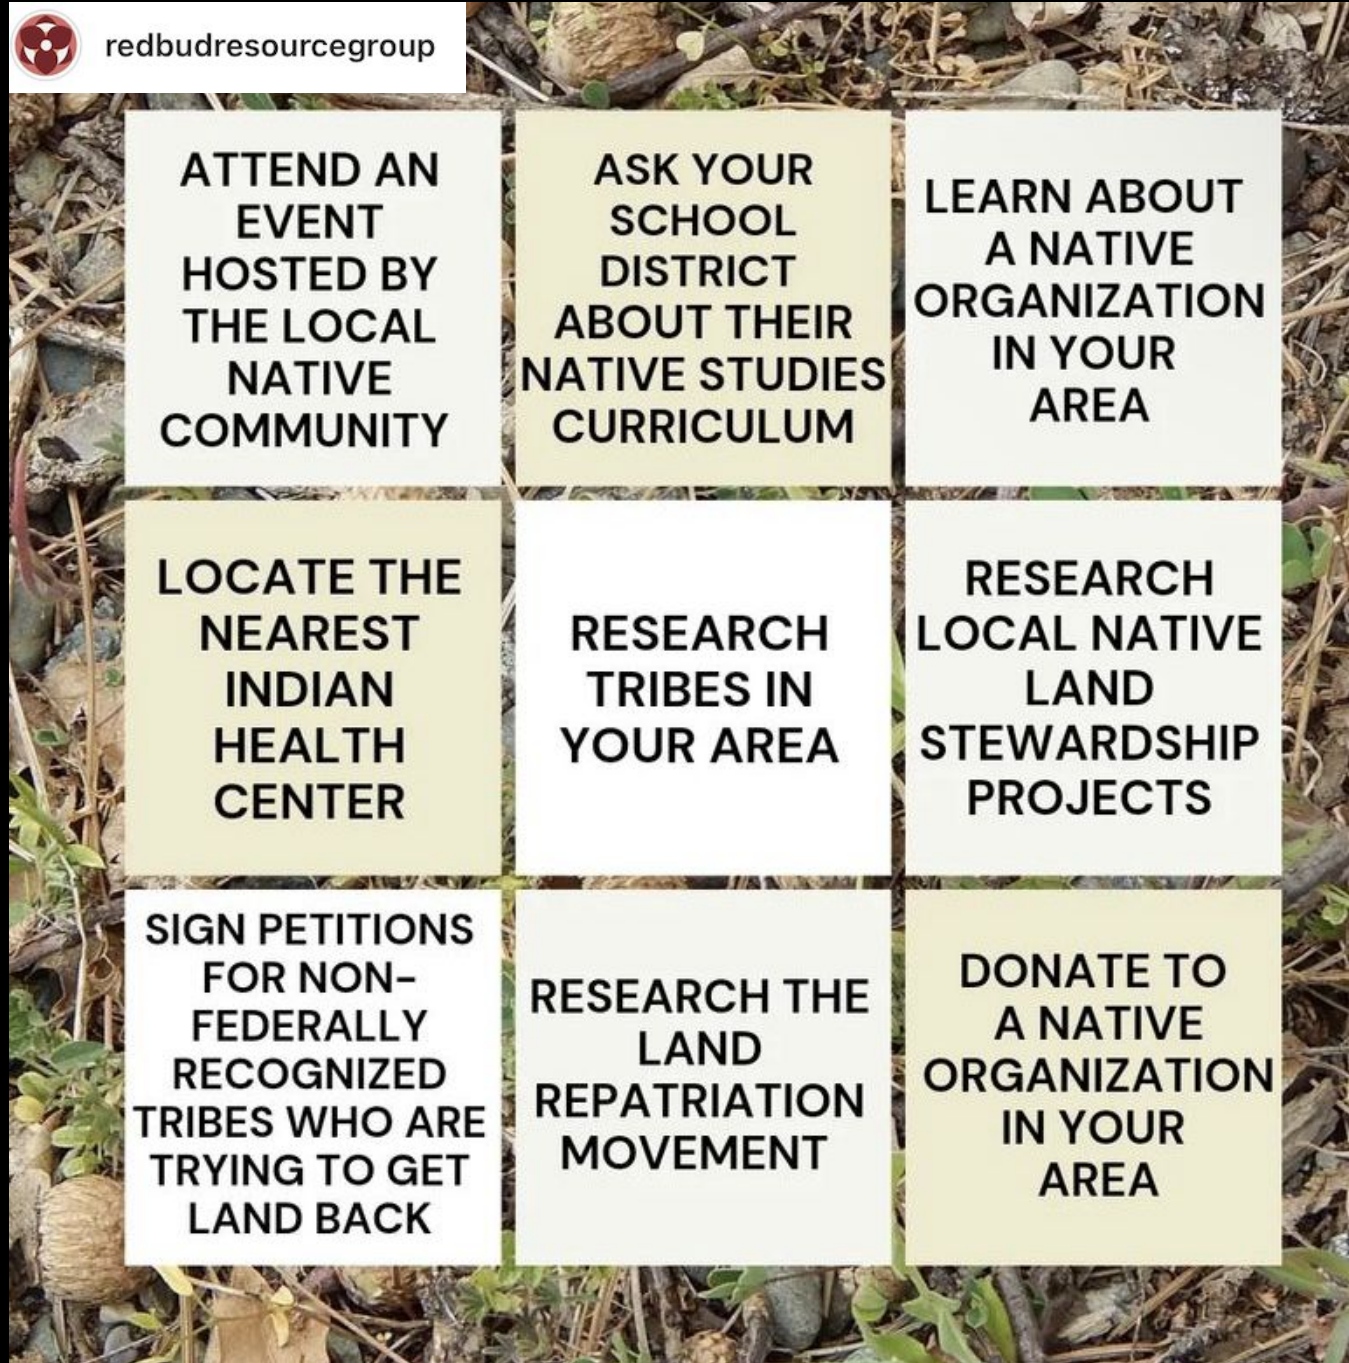 redbudresourcegroup
ATTEND AN
EVENT
HOSTED BY
THE LOCAL
NATIVE
COMMUNITY
ASK YOUR
SCHOOL
DISTRICT
ABOUT THEIR
NATIVE STUDIES
CURRICULUM
LEARN ABOUT
A NATIVE
ORGANIZATION
IN YOUR
AREA
LOCATE THE
NEAREST
INDIAN
HEALTH
CENTER
RESEARCH
TRIBES IN
YOUR AREA
RESEARCH
LOCAL NATIVE
LAND
STEWARDSHIP
PROJECTS
SIGN PETITIONS
FOR NON-
FEDERALLY
RECOGNIZED
TRIBES WHO ARE
TRYING TO GET
LAND BACK
RESEARCH THE
LAND
REPATRIATION
MOVEMENT
DONATE TO
A NATIVE
ORGANIZATION
IN YOUR
AREA